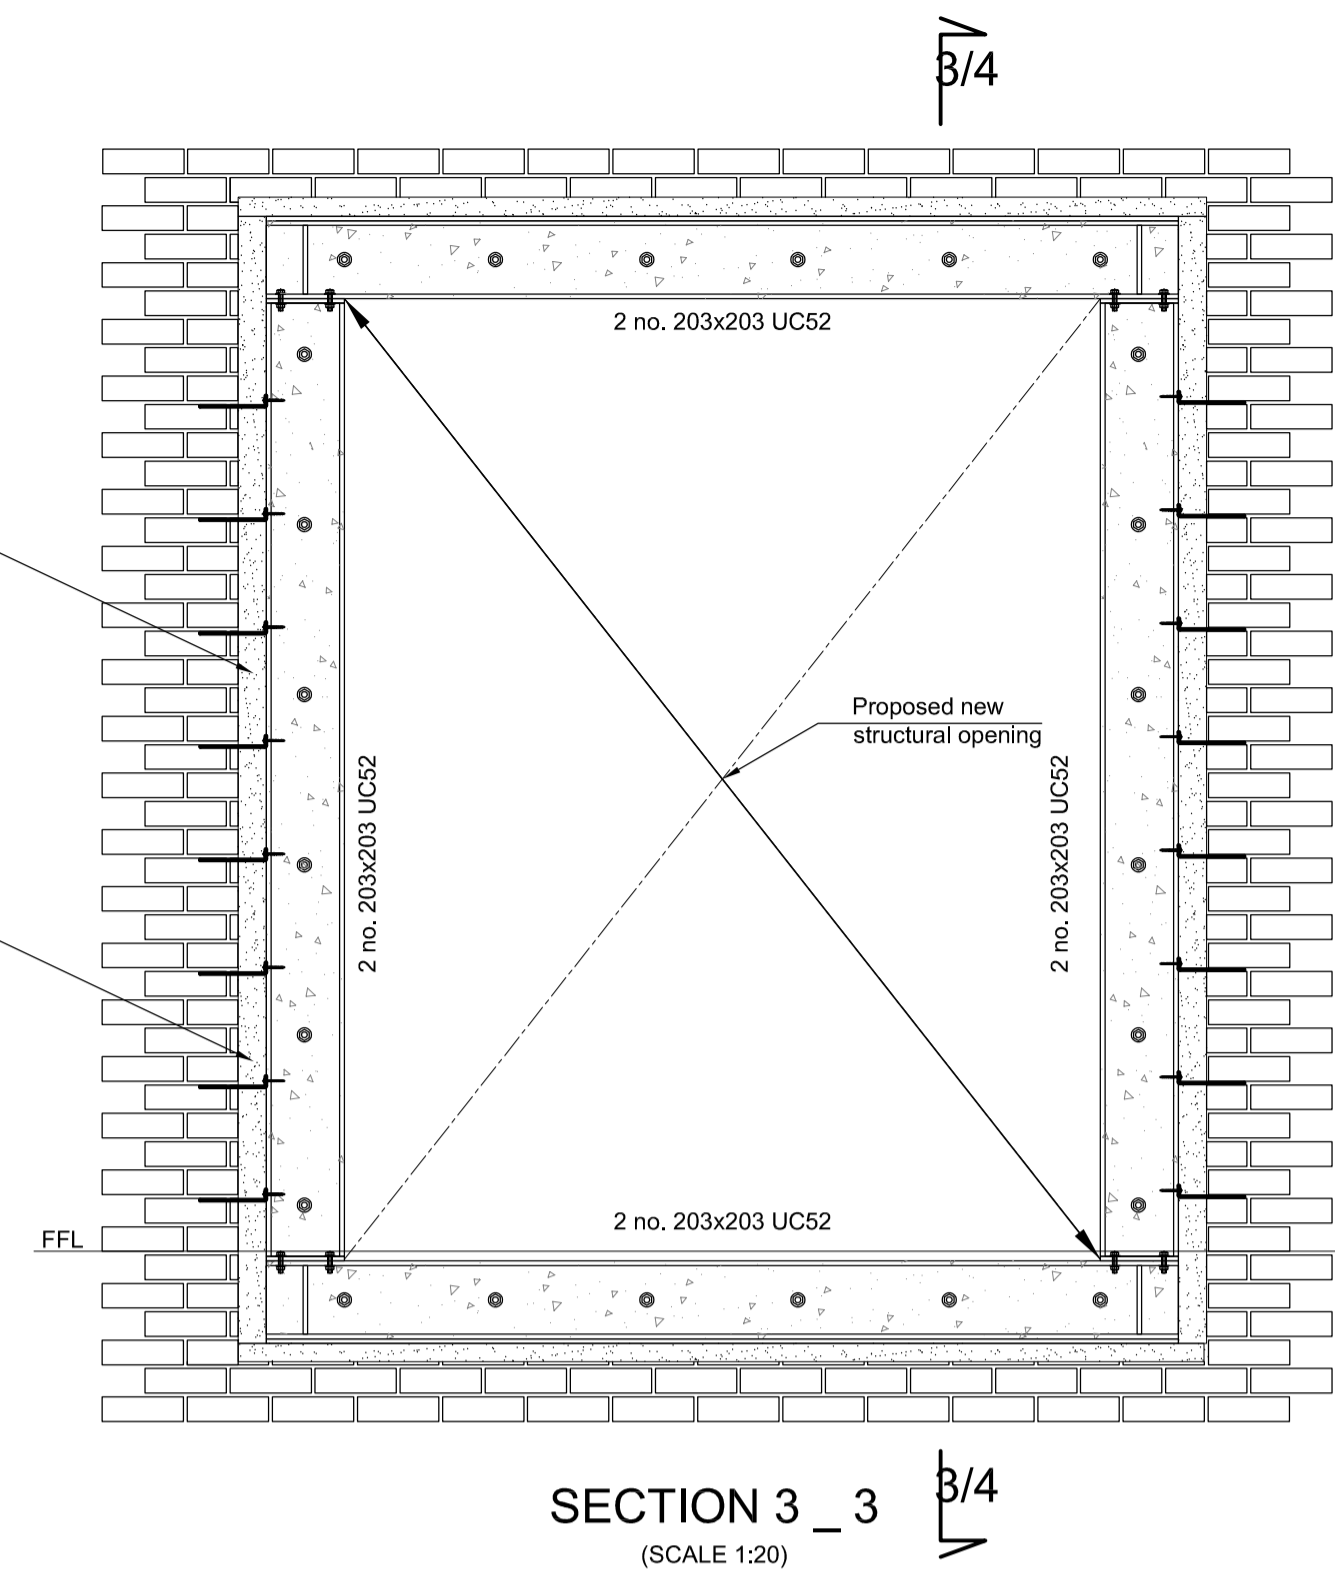 3/4
2 no. 203x203 UC52
Proposed new
structural opening
2 no. 203x203 UC52
2 no. 203x203 UC52
2 no. 203x203 UC52
FFL
SECTION 3 _ 3
3/4
(SCALE 1:20)